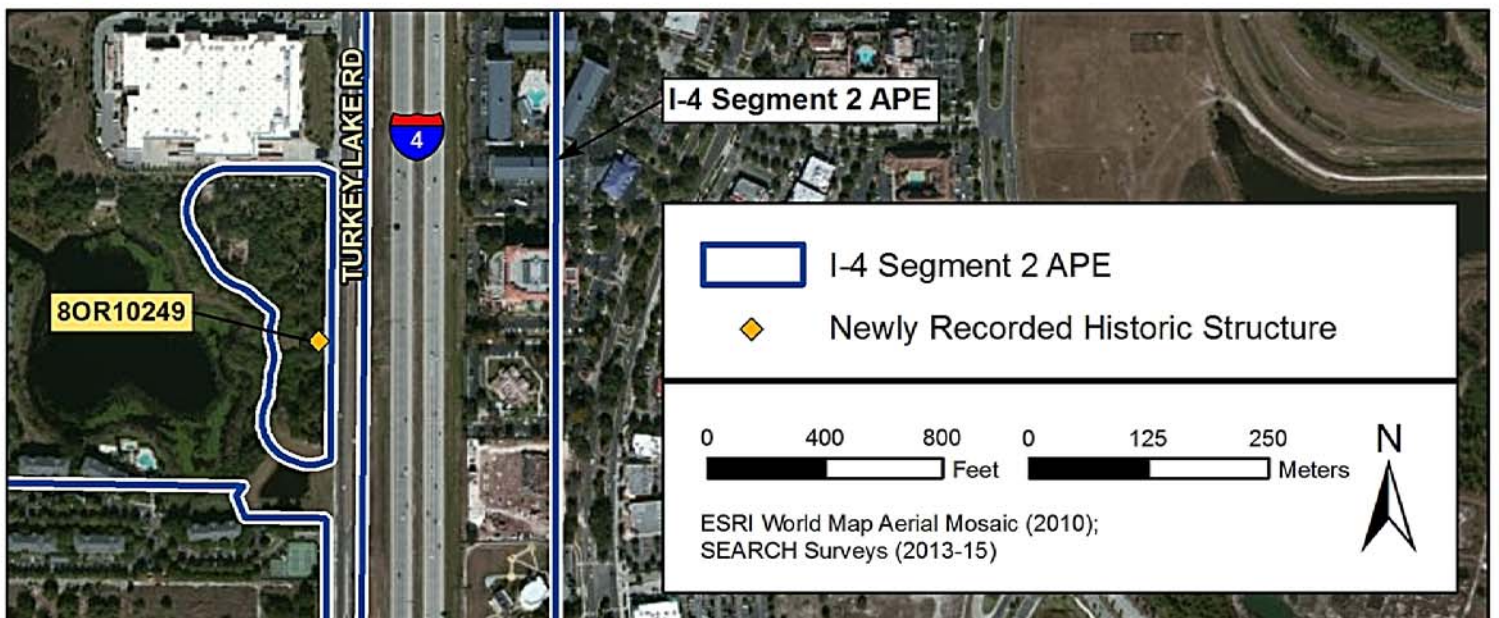 TURKEY LAKE RD
4
I-4 Segment 2 APE
8OR10249
I-4 Segment 2 APE
Newly Recorded Historic Structure
0 400 800 Feet
0 125 250 Meters
N
ESRI World Map Aerial Mosaic (2010);
SEARCH Surveys (2013-15)